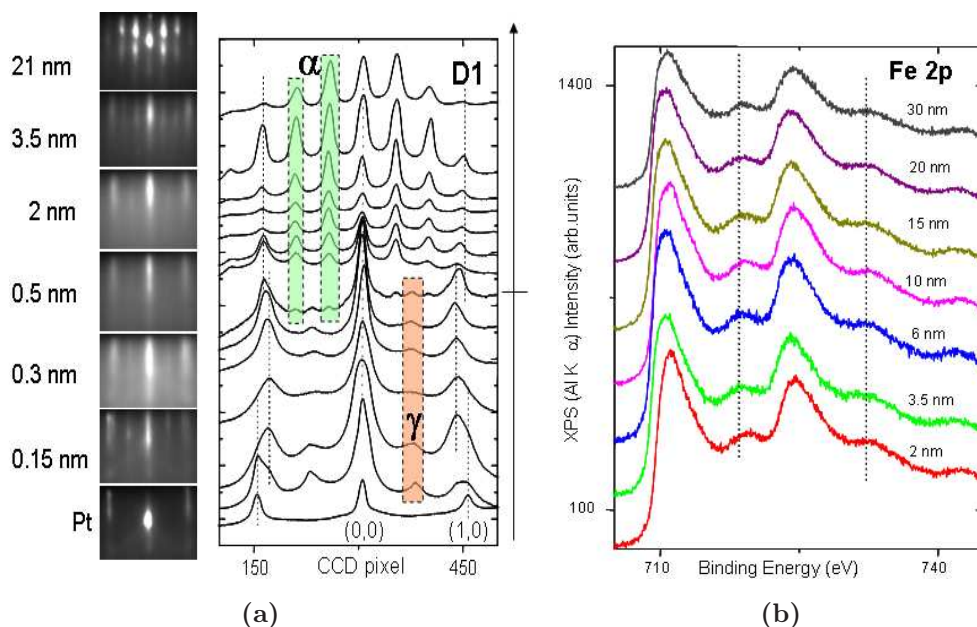 21 nm
3.5 nm
2 nm
0.5 nm
0.3 nm
0.15 nm
Pt
α
D1
γ
(0,0)
(1,0)
150
CCD pixel
450
(a)
Fe 2p
1400
30 nm
20 nm
15 nm
10 nm
6 nm
3.5 nm
2 nm
XPS (Al K α) Intensity (arb.units)
100
710
Binding Energy (eV)
740
(b)